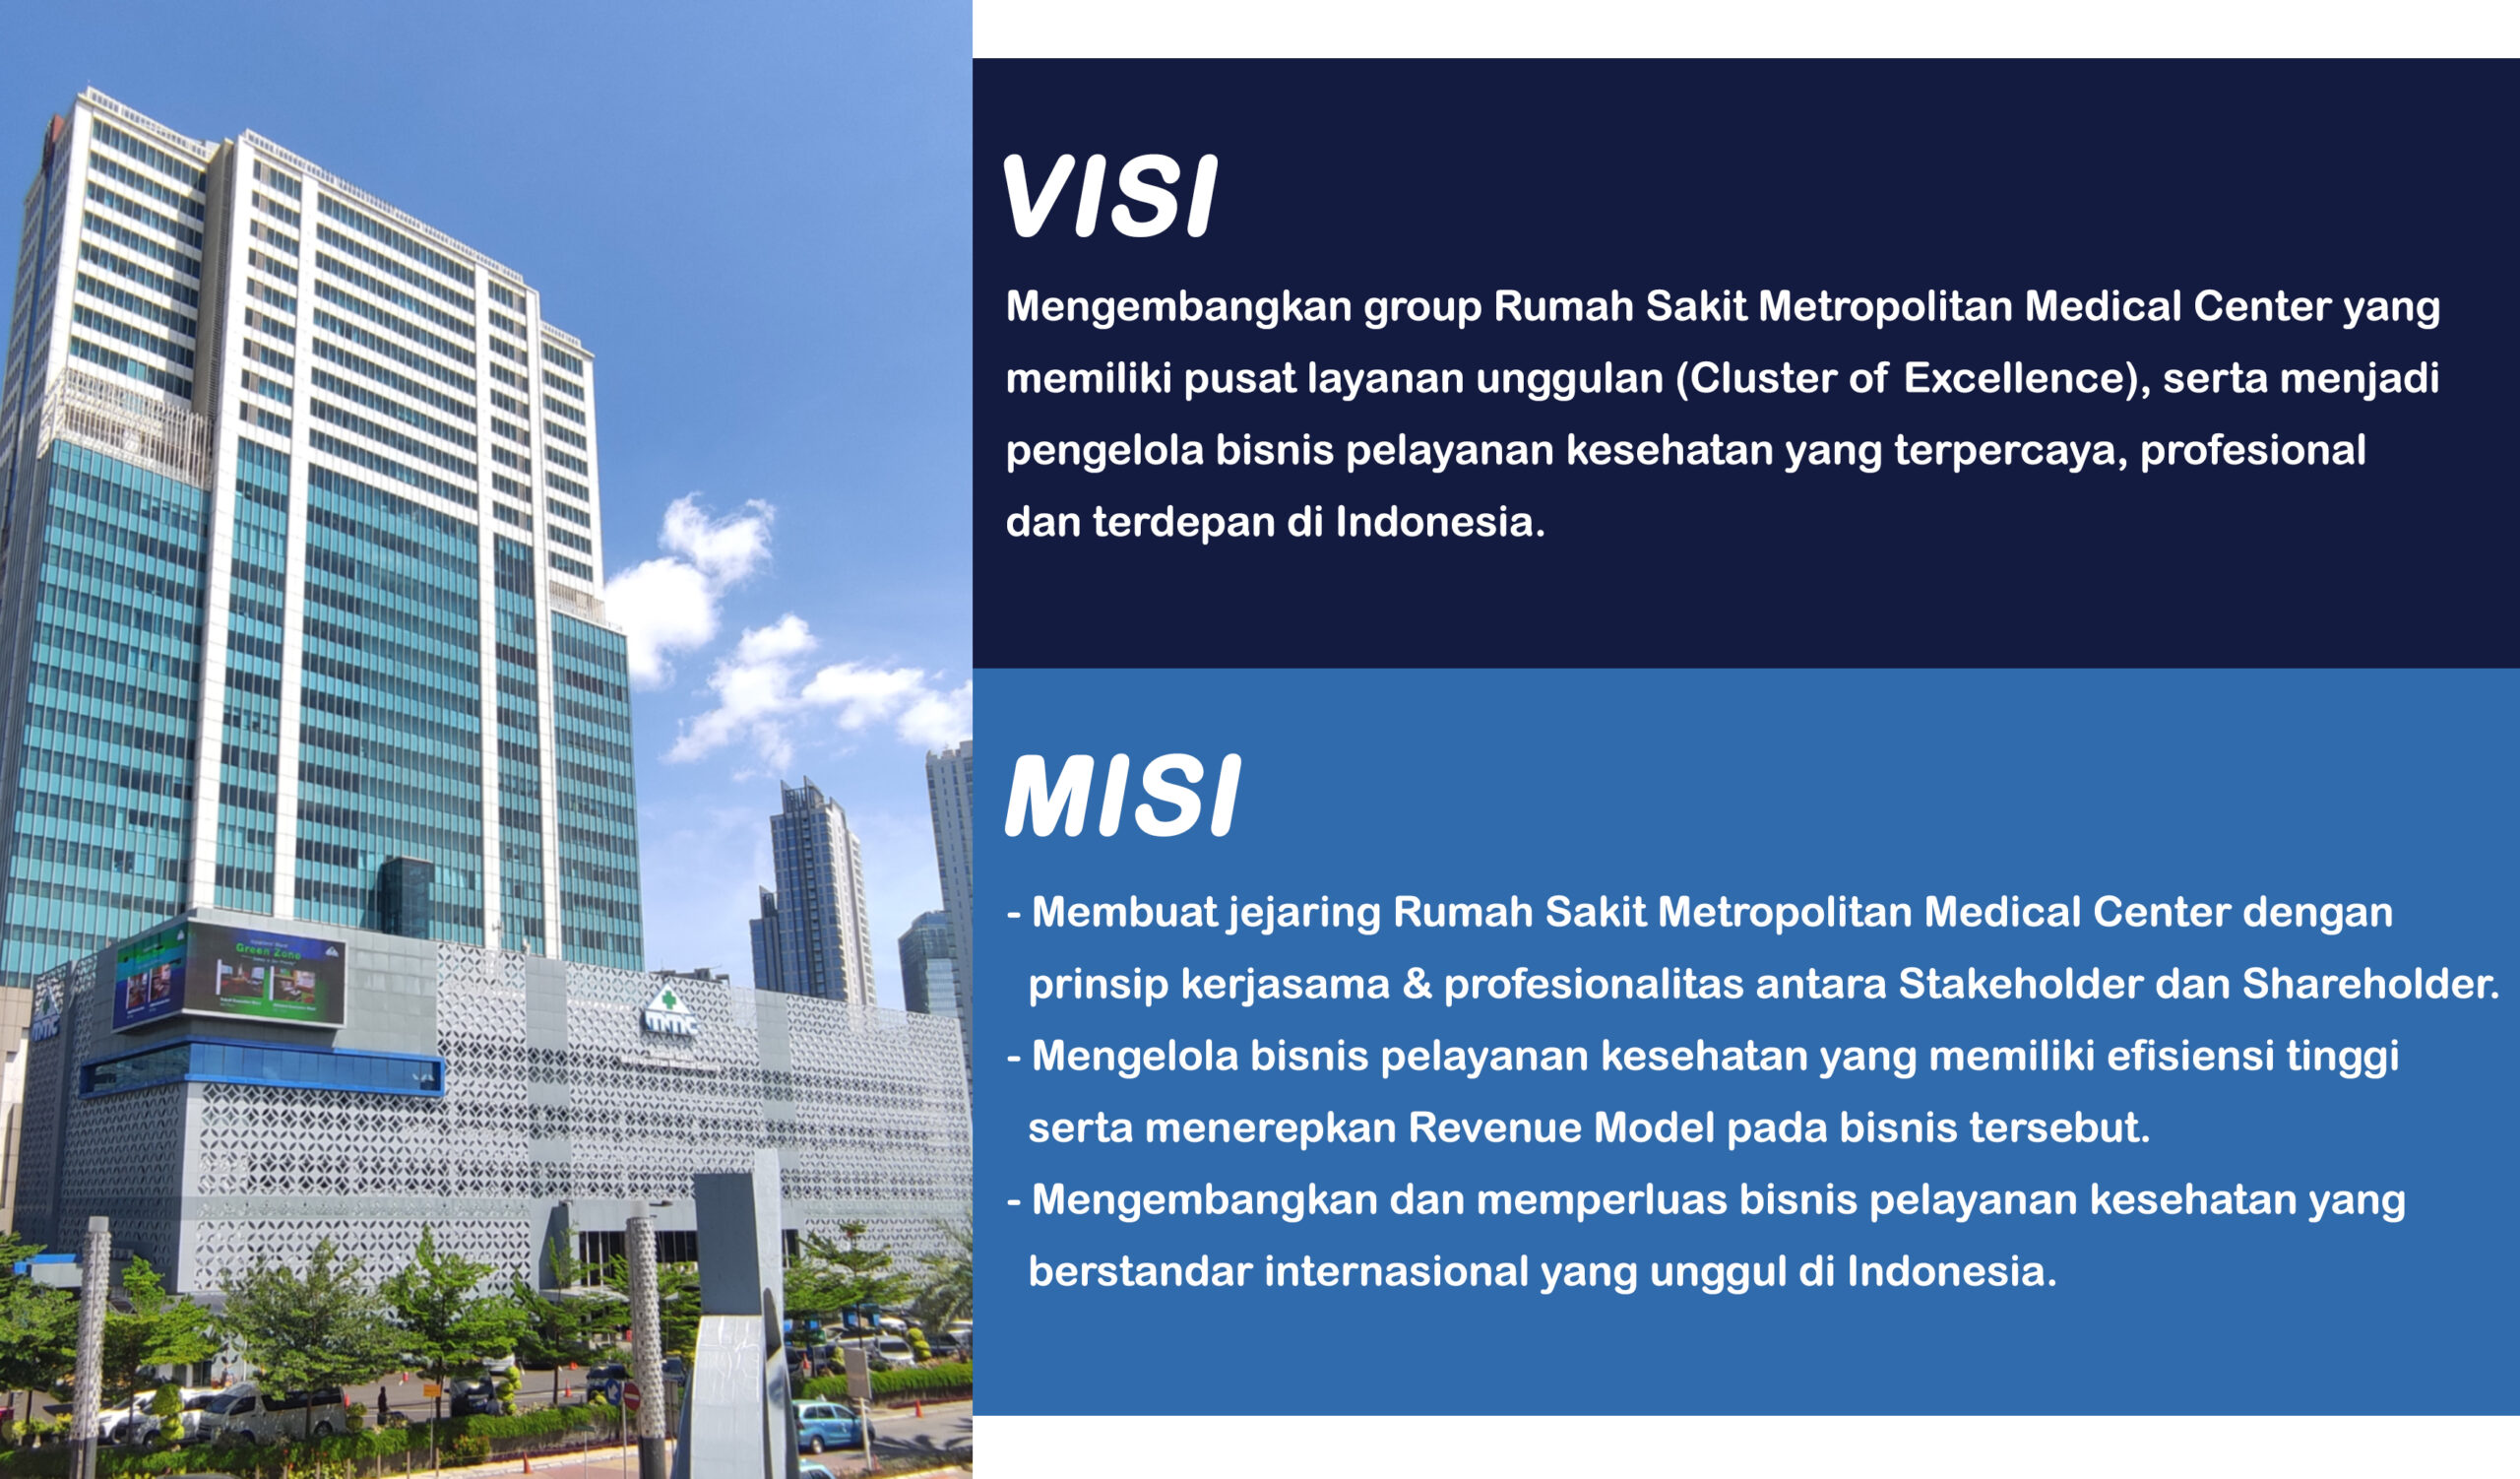 VISI
Mengembangkan group Rumah Sakit Metropolitan Medical Center yang
memiliki pusat layanan unggulan (Cluster of Excellence), serta menjadi
pengelola bisnis pelayanan kesehatan yang terpercaya, profesional
dan terdepan di Indonesia.
MISI
- Membuat jejaring Rumah Sakit Metropolitan Medical Center dengan
prinsip kerjasama & profesionalitas antara Stakeholder dan Shareholder.
- Mengelola bisnis pelayanan kesehatan yang memiliki efisiensi tinggi
serta menerepkan Revenue Model pada bisnis tersebut.
- Mengembangkan dan memperluas bisnis pelayanan kesehatan yang
berstandar internasional yang unggul di Indonesia.
Green Zone
mmc
mmc